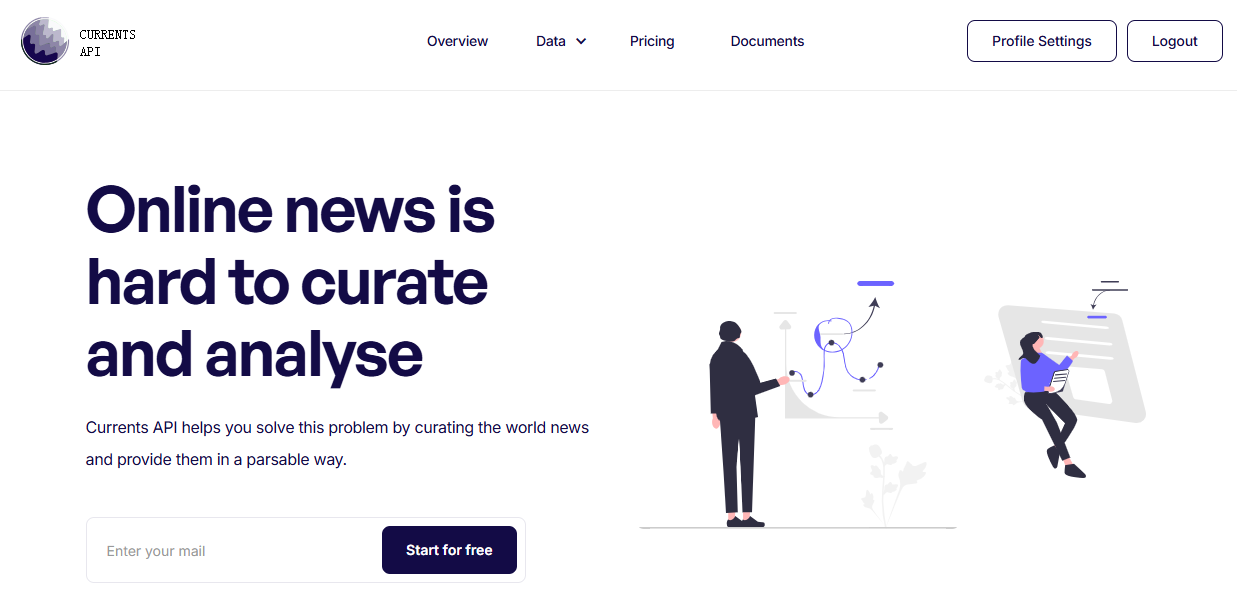 CURRENTS
API
Overview
Data
Pricing
Documents
Profile Settings
Logout
Online news is
hard to curate
and analyse
Currents API helps you solve this problem by curating the world news
and provide them in a parsable way.
Enter your mail
Start for free